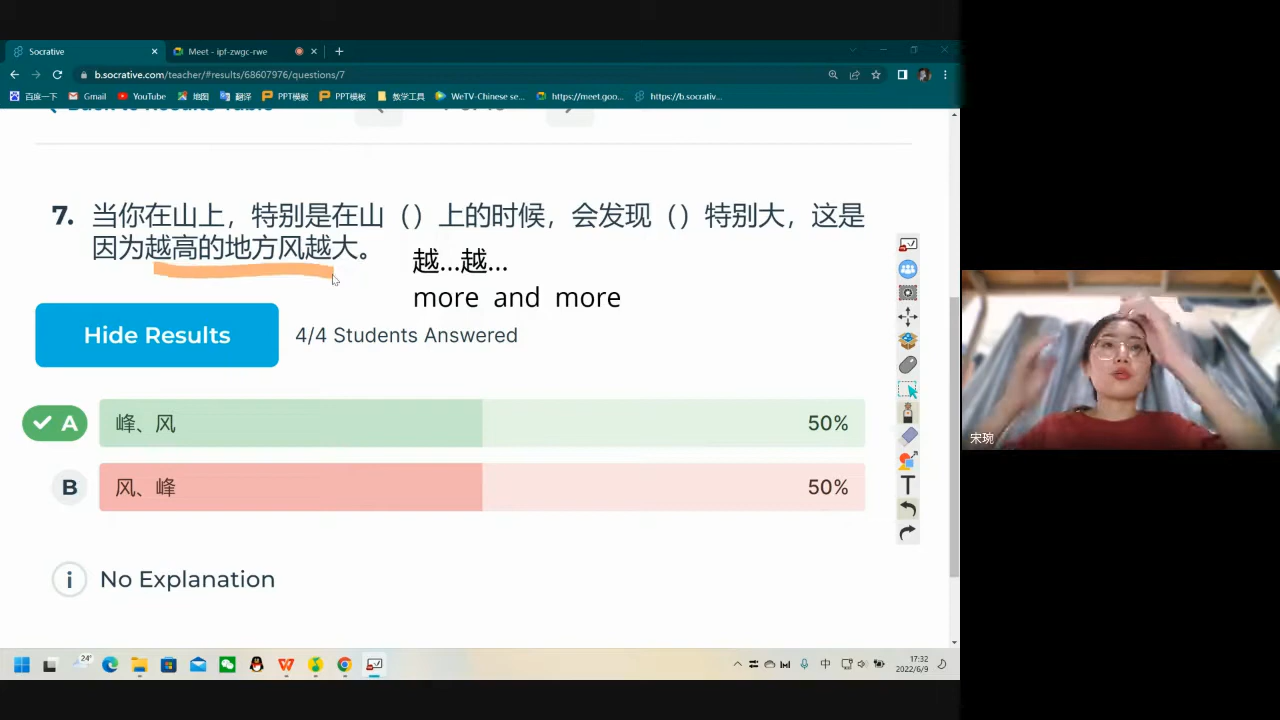 Socrative
Meet - ipf-zwgc-rwe
b.socrative.com/teacher/#results/68607976/questions/7
百度一下 Gmail YouTube 地图 翻译 PPT模板 PPT模板 教学工具 WeTV-Chinese se... https://meet.goo... https://b.socrativ...
7. 当你在山上，特别是在山（）上的时候，会发现（）特别大，这是
因为越高的地方风越大。
越...越...
more and more
Hide Results 4/4 Students Answered
A 峰、风 50%
B 风、峰 50%
No Explanation
宋琬
T
24°
中
17:32
2022/6/9